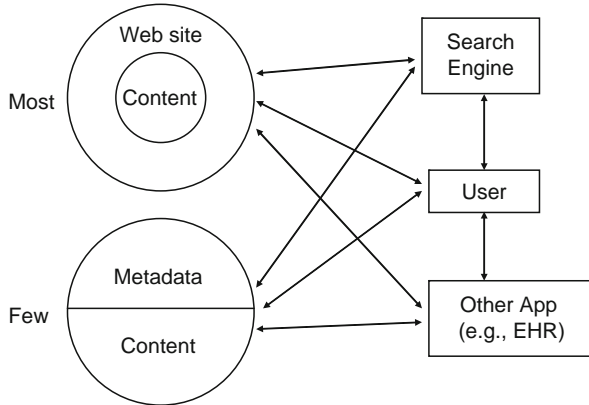 Most
Web site
Content
Few
Metadata
Content
Search
Engine
User
Other App
(e.g., EHR)